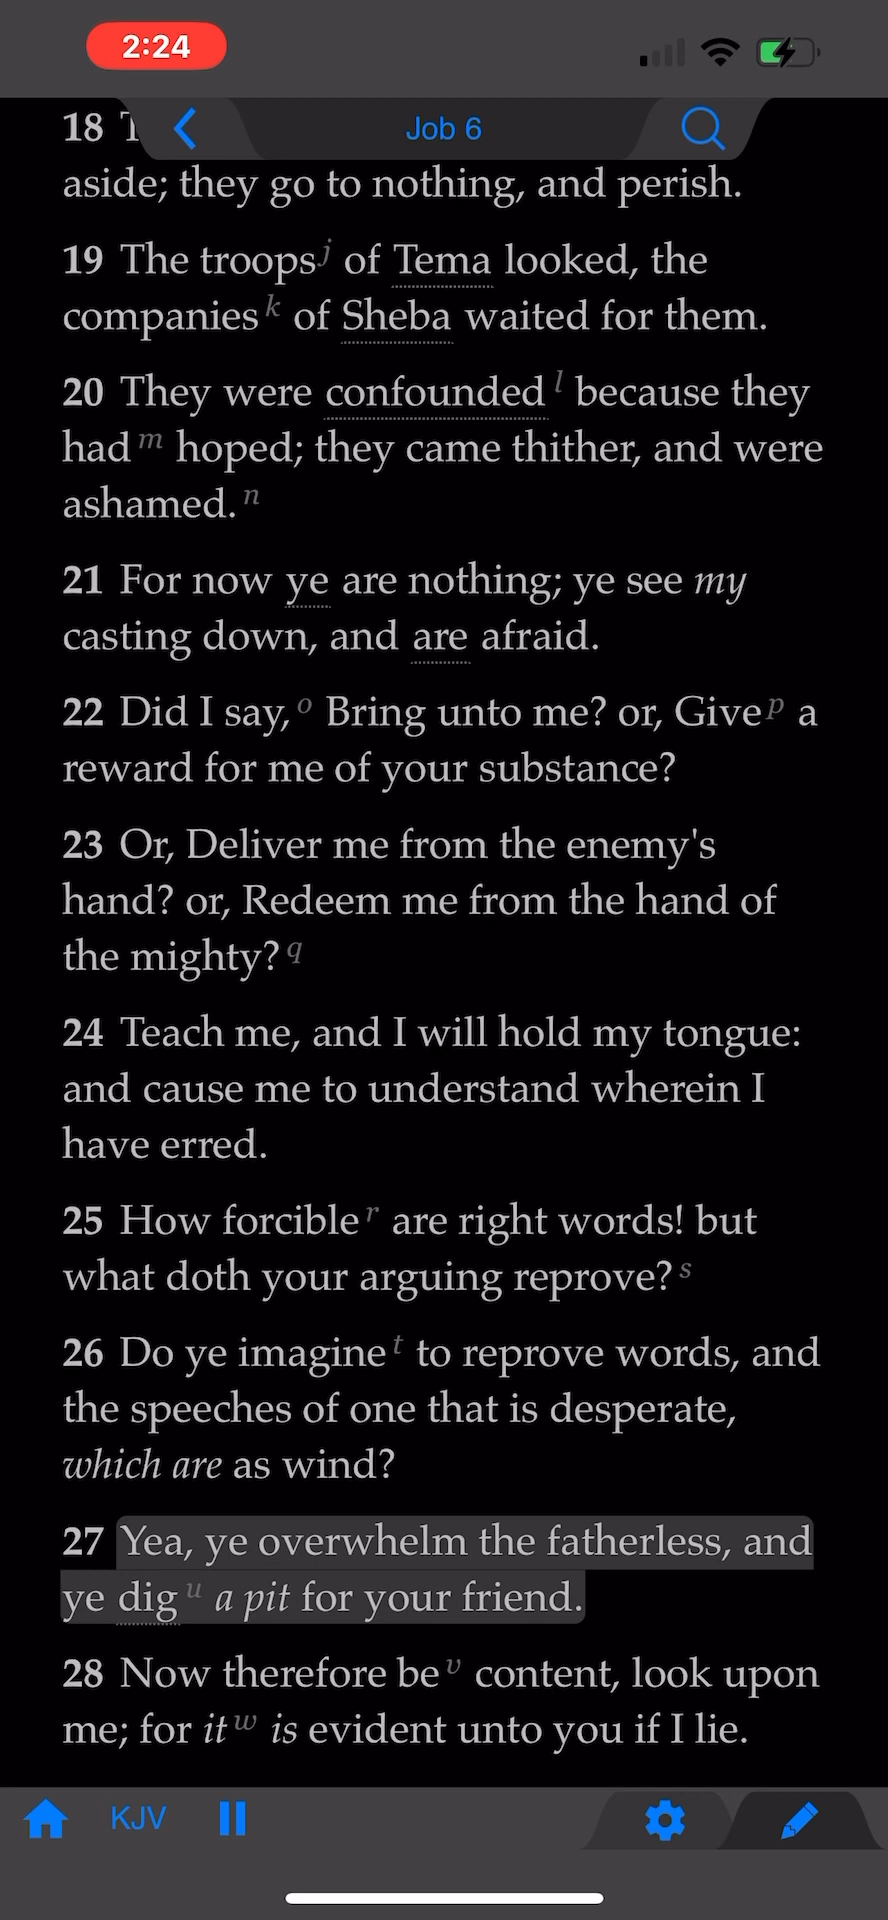 2:24
Job 6
18
aside; they go to nothing, and perish.
19 The troops j of Tema looked, the
companies k of Sheba waited for them.
20 They were confounded l because they
had m hoped; they came thither, and were
ashamed. n
21 For now ye are nothing; ye see my
casting down, and are afraid.
22 Did I say, o Bring unto me? or, Give p a
reward for me of your substance?
23 Or, Deliver me from the enemy's
hand? or, Redeem me from the hand of
the mighty? q
24 Teach me, and I will hold my tongue:
and cause me to understand wherein I
have erred.
25 How forcible r are right words! but
what doth your arguing reprove? s
26 Do ye imagine t to reprove words, and
the speeches of one that is desperate,
which are as wind?
27 Yea, ye overwhelm the fatherless, and
ye dig u a pit for your friend.
28 Now therefore be v content, look upon
me; for it w is evident unto you if I lie.
KJV